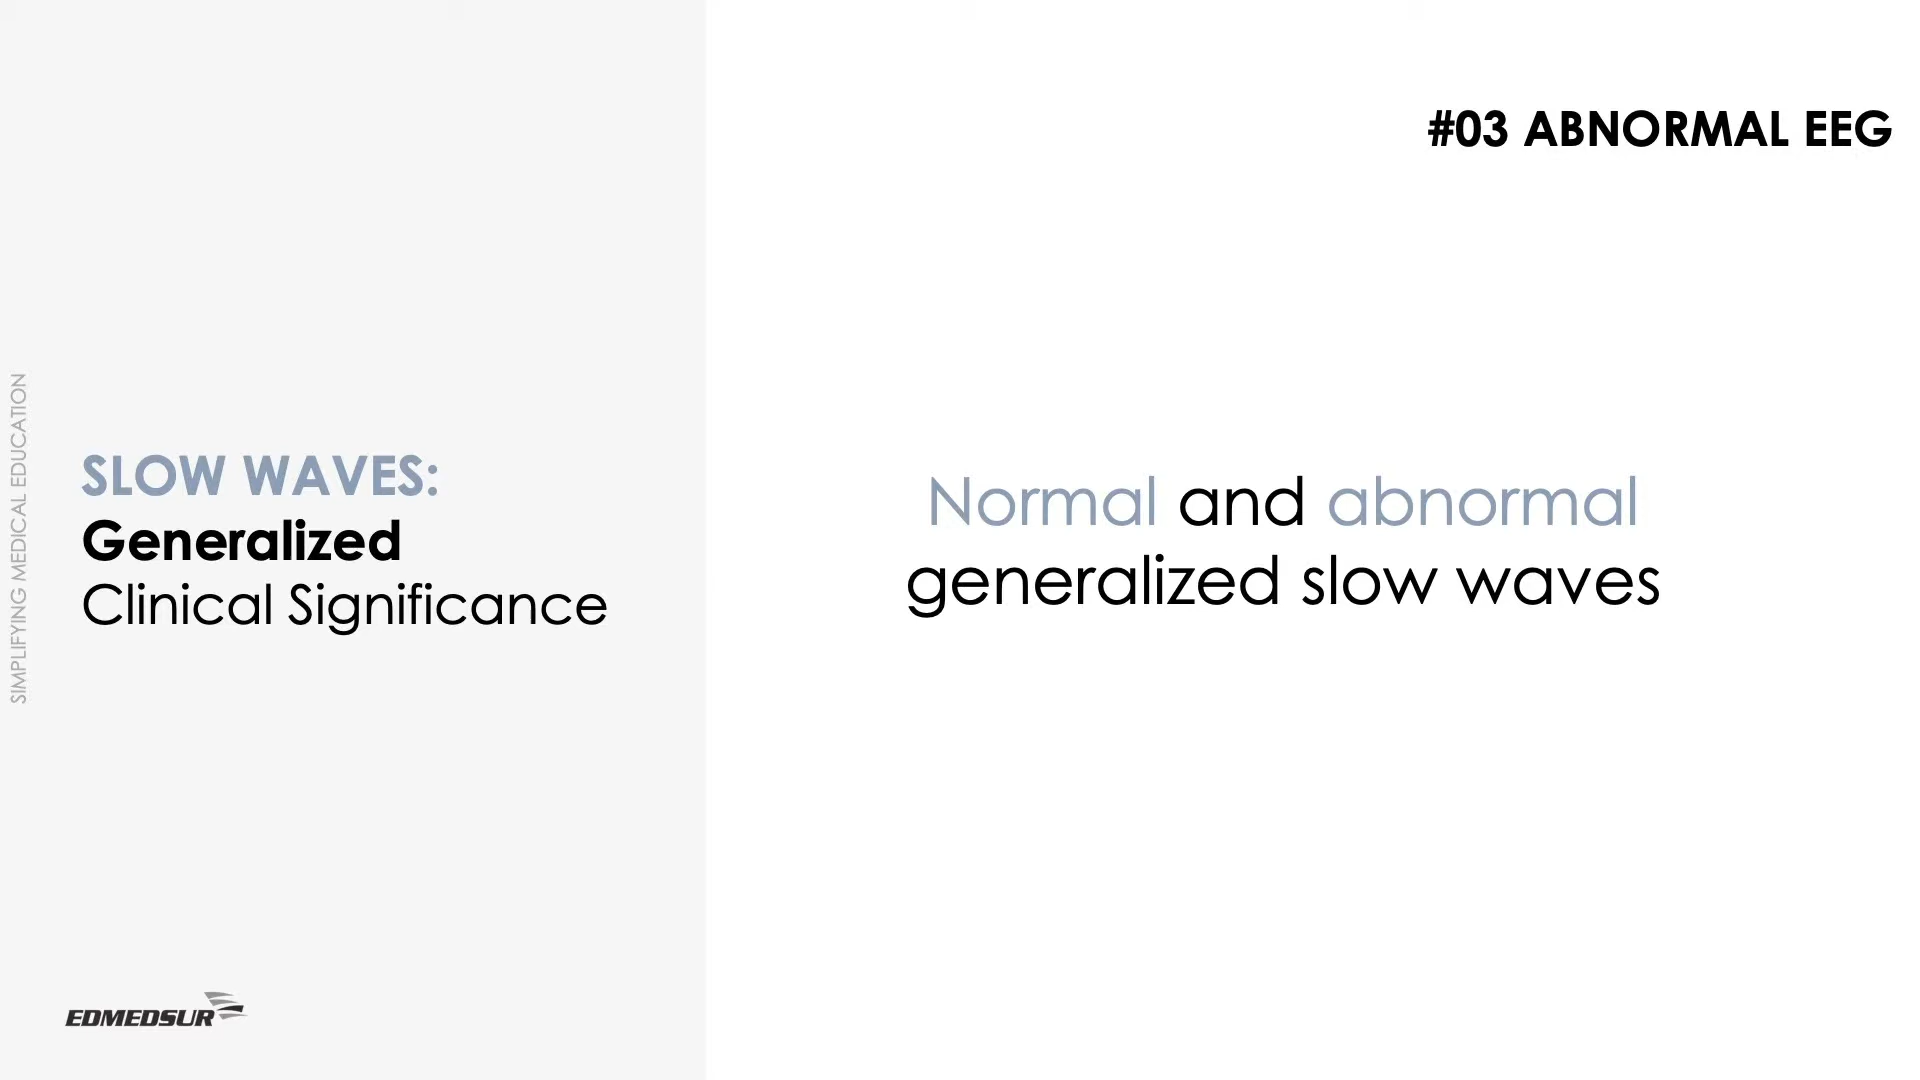 #03 ABNORMAL EEG
SIMPLIFYING MEDICAL EDUCATION
SLOW WAVES:
Generalized
Clinical Significance
Normal and abnormal
generalized slow waves
EDMEDSUR